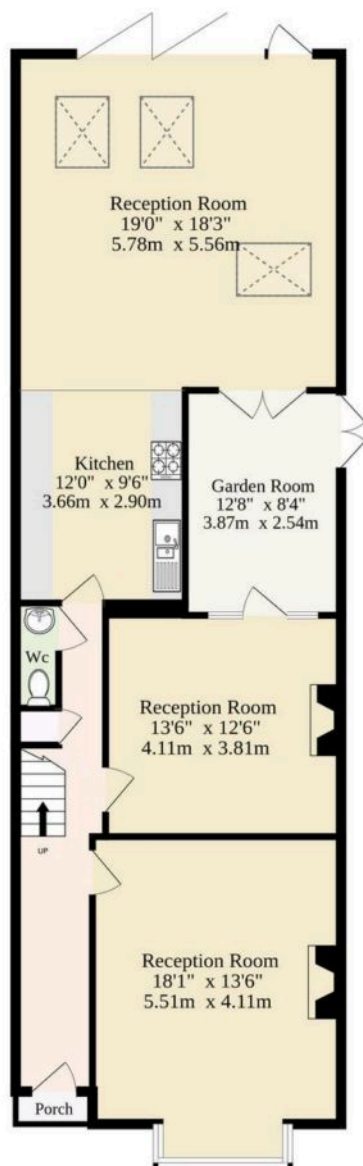 Reception Room
19'0" x 18'3"
5.78m x 5.56m
Kitchen
12'0" x 9'6"
3.66m x 2.90m
Garden Room
12'8" x 8'4"
3.87m x 2.54m
Wc
Reception Room
13'6" x 12'6"
4.11m x 3.81m
UP
Reception Room
18'1" x 13'6"
5.51m x 4.11m
Porch